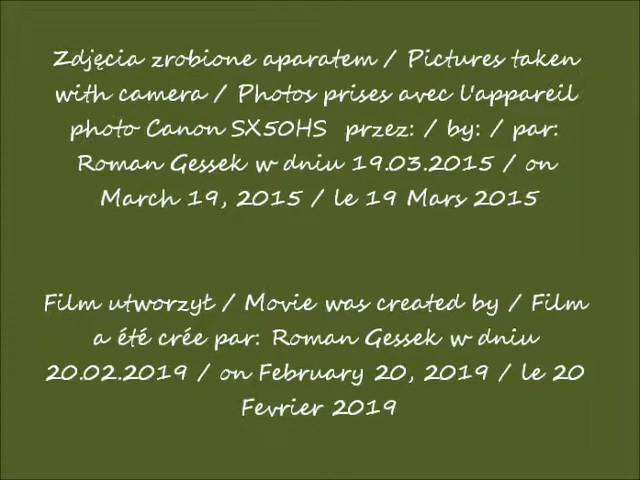 Zdjęcia zrobione aparatem / Pictures taken
with camera / Photos prises avec l'appareil
photo Canon SX50HS przez: / by: / par:
Roman Gessek w dniu 19.03.2015 / on
March 19, 2015 / le 19 Mars 2015
Film utworzył / Movie was created by / Film
a été crée par: Roman Gessek w dniu
20.02.2019 / on February 20, 2019 / le 20
Fevrier 2019